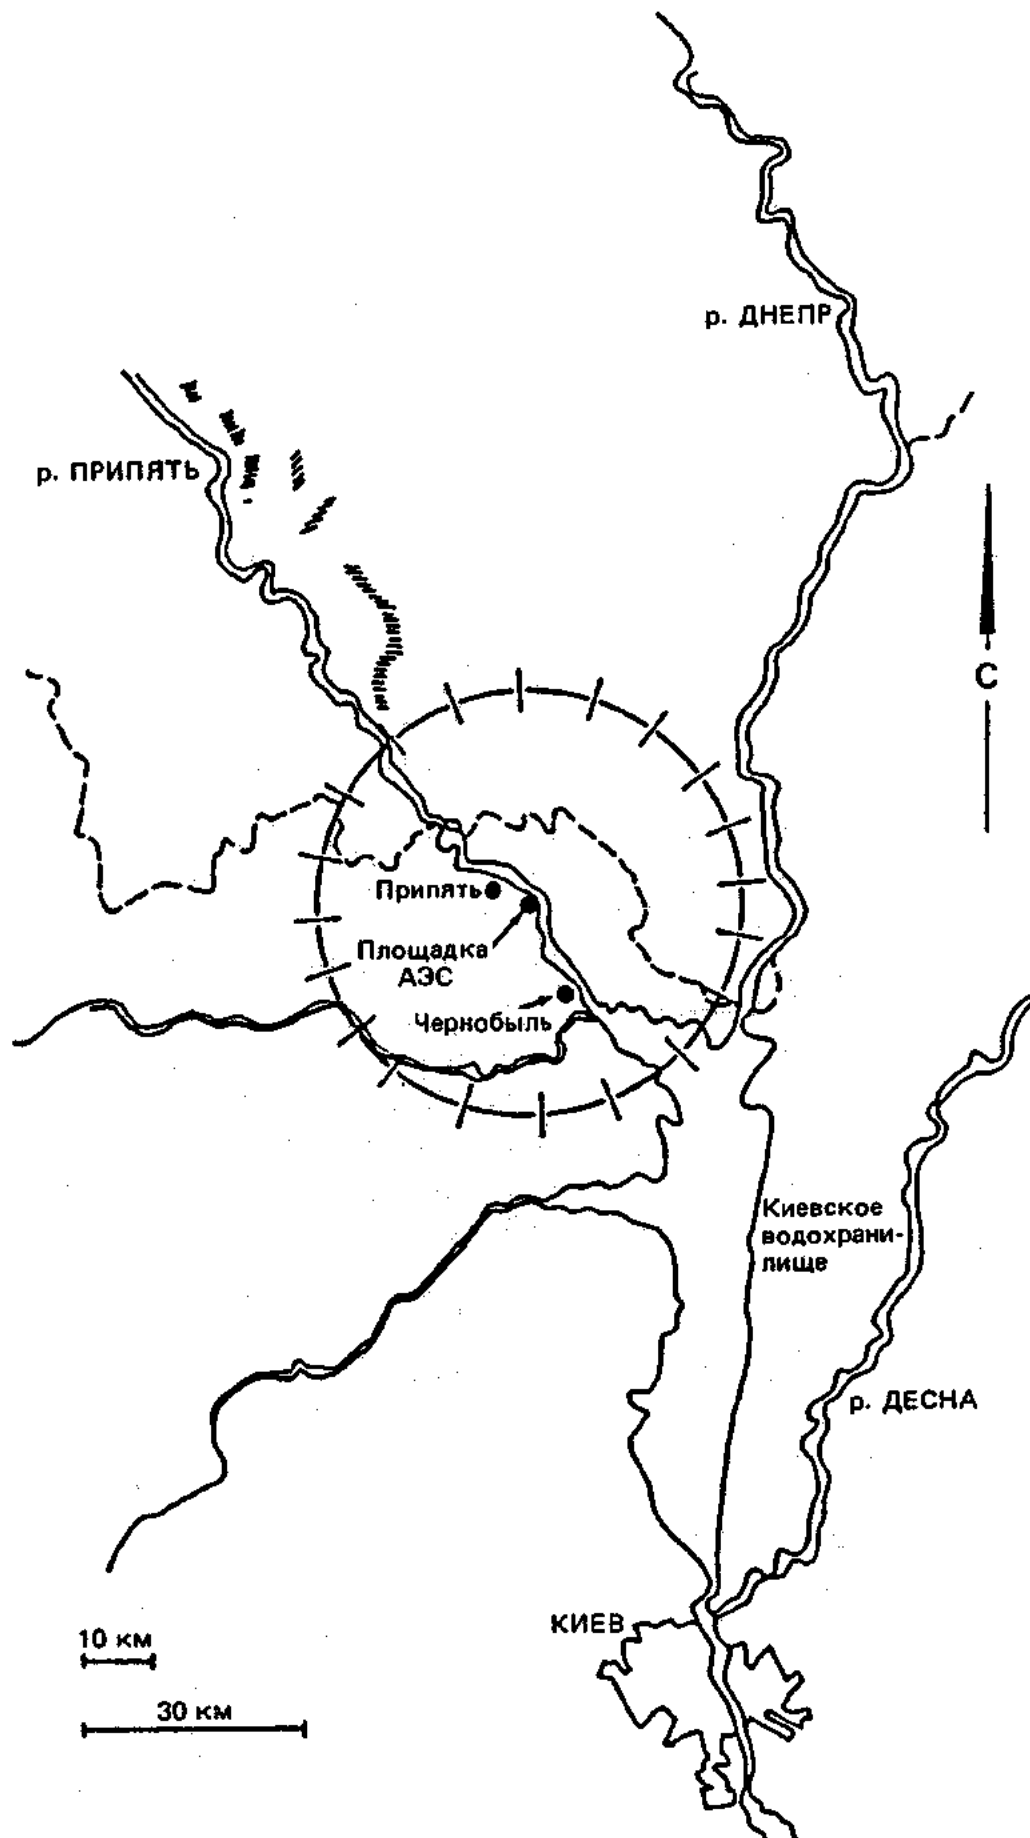 р. ДНЕПР
р. ПРИПЯТЬ
С
Припять
Площадка
АЭС
Чернобыль
Киевское
водохрани-
лище
р. ДЕСНА
КИЕВ
10 км
30 км